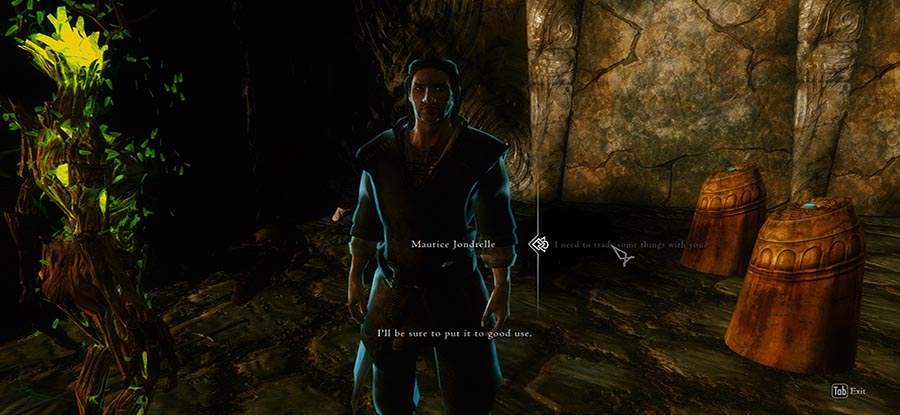 Maurice Jondrelle
I need to trade some things with you.
I'll be sure to put it to good use.
Tab Exit